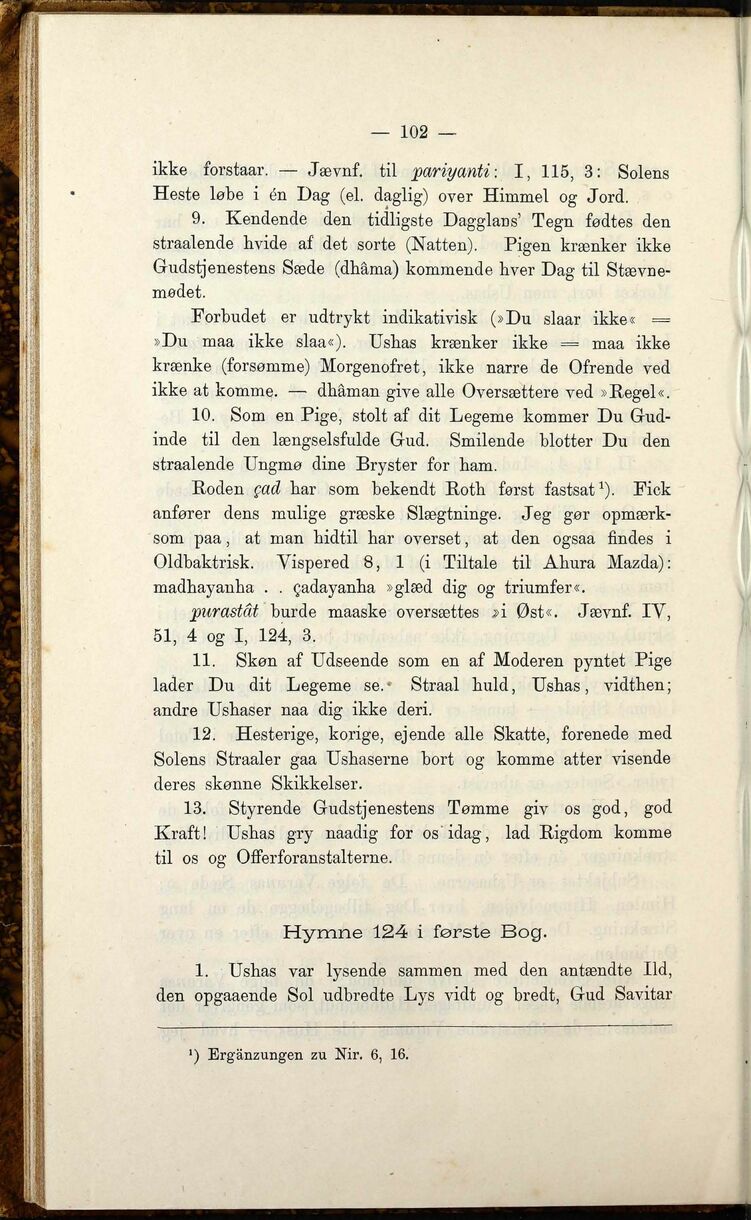 — 102 —
ikke forstaar. — Jævnf. til pariyanti: I, 115, 3: Solens
Heste løbe i én Dag (el. daglig) over Himmel og Jord.
9. Kendende den tidligste Dagglans' Tegn fødtes den
straalende hvide af det sorte (Natten). Pigen krænker ikke
Gudstjenestens Sæde (dhâma) kommende hver Dag til Stævne-
mødet.
Forbudet er udtrykt indikativisk (»Du slaar ikke« =
»Du maa ikke slaa«). Ushas krænker ikke = maa ikke
krænke (forsømme) Morgenofret, ikke narre de Ofrende ved
ikke at komme. — dhâman give alle Oversættere ved »Regel«.
10. Som en Pige, stolt af dit Legeme kommer Du Gud-
inde til den længselsfulde Gud. Smilende blotter Du den
straalende Ungmø dine Bryster for ham.
Roden çad har som bekendt Roth først fastsat¹). Fick
anfører dens mulige græske Slægtninge. Jeg gør opmærk-
som paa, at man hidtil har overset, at den ogsaa findes i
Oldbaktrisk. Vispered 8, 1 (i Tiltale til Ahura Mazda):
madhayanha . . çadayanha »glæd dig og triumfer«.
purastât burde maaske oversættes »i Øst«. Jævnf. IV,
51, 4 og I, 124, 3.
11. Skøn af Udseende som en af Moderen pyntet Pige
lader Du dit Legeme se. Straal huld, Ushas, vidthen;
andre Ushaser naa dig ikke deri.
12. Hesterige, korige, ejende alle Skatte, forenede med
Solens Straaler gaa Ushaserne bort og komme atter visende
deres skønne Skikkelser.
13. Styrende Gudstjenestens Tømme giv os god, god
Kraft! Ushas gry naadig for os idag, lad Rigdom komme
til os og Offerforanstalterne.
Hymne 124 i første Bog.
1. Ushas var lysende sammen med den antændte Ild,
den opgaaende Sol udbredte Lys vidt og bredt, Gud Savitar
¹) Ergänzungen zu Nir. 6, 16.